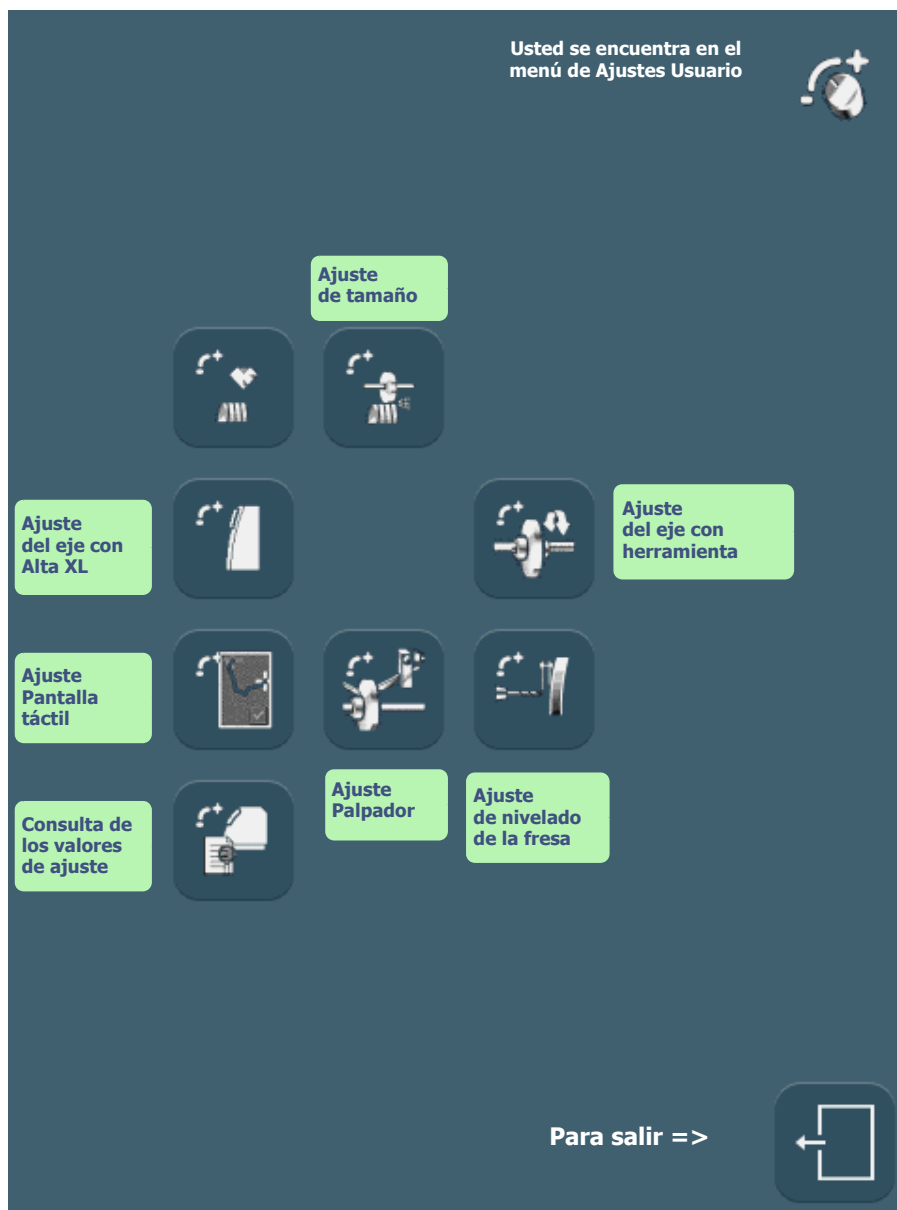 Usted se encuentra en el
menú de Ajustes Usuario
Ajuste
de tamaño
Ajuste
del eje con
Alta XL
Ajuste
del eje con
herramienta
Ajuste
Pantalla
táctil
Ajuste
Palpador
Ajuste
de nivelado
de la fresa
Consulta de
los valores
de ajuste
Para salir =>